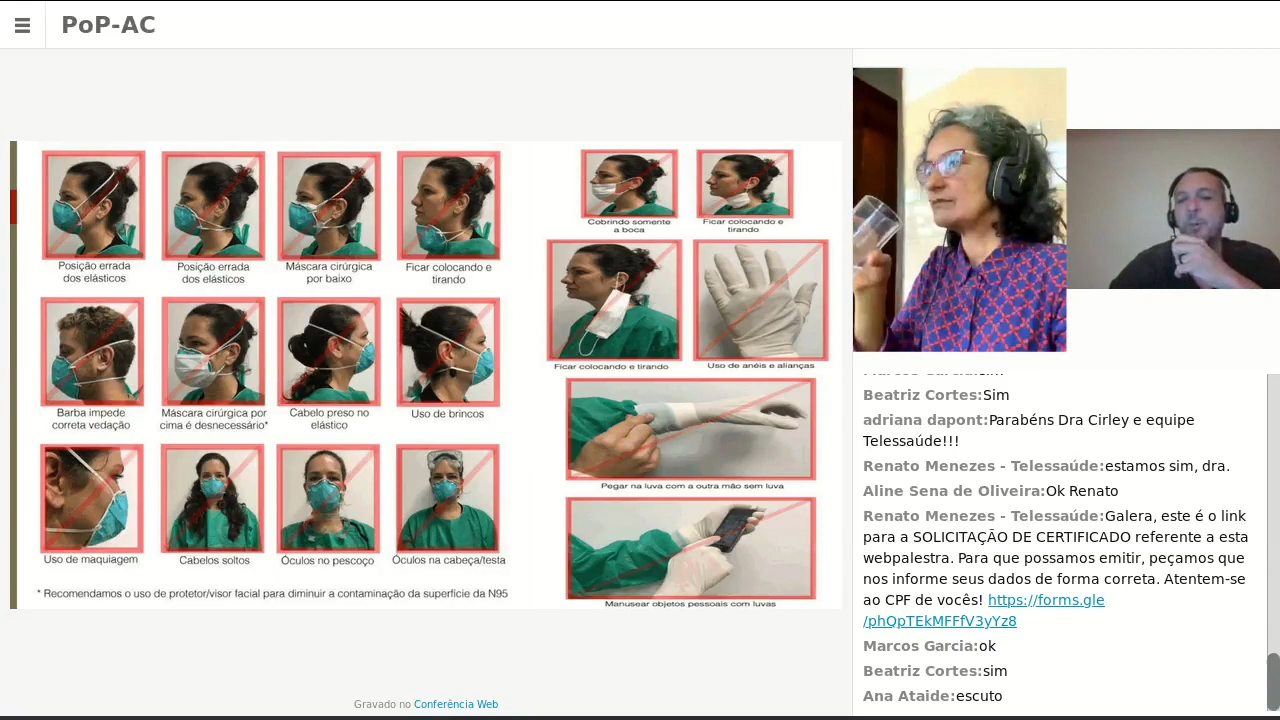 PoP-AC
Posição errada
dos elásticos
Posição errada
dos elásticos
Máscara cirúrgica
por baixo
Ficar colocando e
tirando
Barba impede
correta vedação
Máscara cirúrgica por
cima é desnecessário*
Cabelo preso no
elástico
Uso de brincos
Uso de maquiagem
Cabelos soltos
Óculos no pescoço
Óculos na cabeça/testa
* Recomendamos o uso de protetor/visor facial para diminuir a contaminação da superfície da N95
Cobrindo somente
a boca
Ficar colocando e
tirando
Ficar colocando e tirando
Uso de anéis e alianças
Pegar na luva com a outra mão sem luva
Manusear objetos pessoais com luvas
Gravado no Conferência Web
Beatriz Cortes:Sim
adriana dapont:Parabéns Dra Cirley e equipe
Telessaúde!!!
Renato Menezes - Telessaúde:estamos sim, dra.
Aline Sena de Oliveira:Ok Renato
Renato Menezes - Telessaúde:Galera, este é o link
para a SOLICITAÇÃO DE CERTIFICADO referente a esta
webpalestra. Para que possamos emitir, peçamos que
nos informe seus dados de forma correta. Atentem-se
ao CPF de vocês! https://forms.gle
/phQpTEkMFFfV3yYz8
Marcos Garcia:ok
Beatriz Cortes:sim
Ana Ataide:escuto